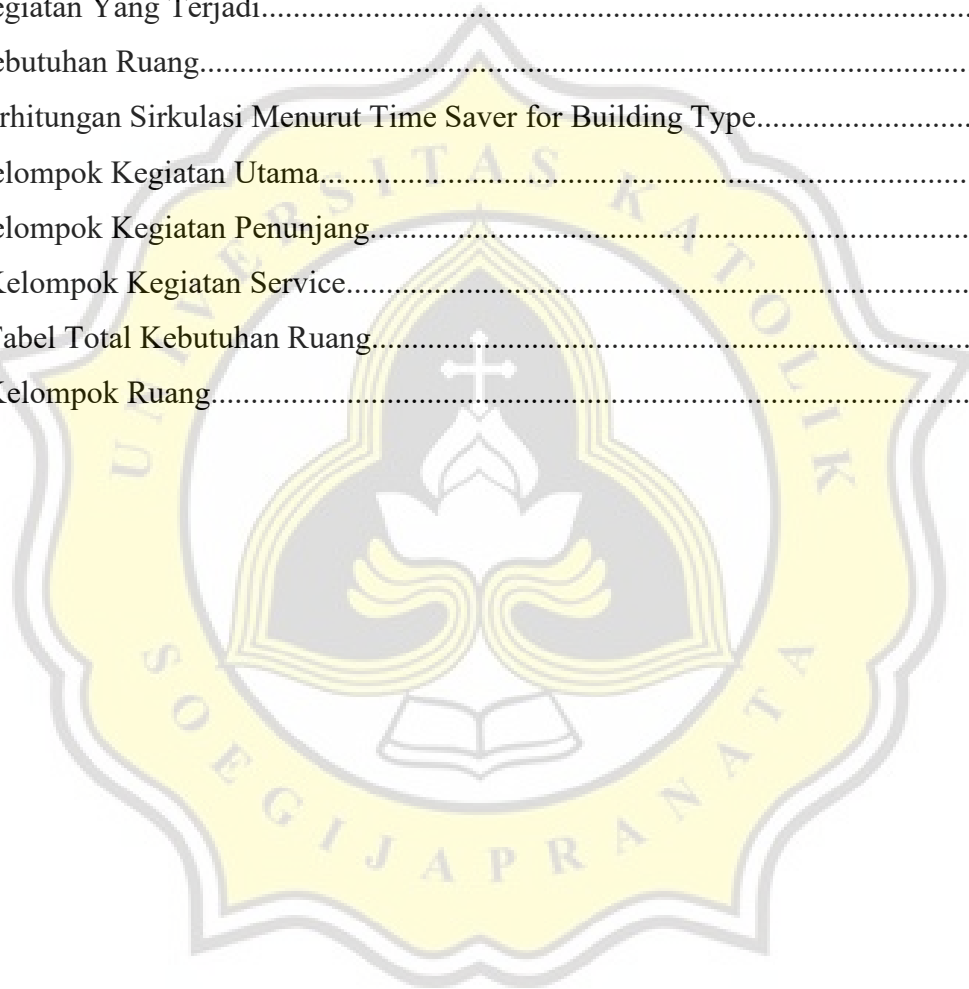 egiatan Yang Terjadi
ebutuhan Ruang
rhitungan Sirkulasi Menurut Time Saver for Building Type
elompok Kegiatan Utama
elompok Kegiatan Penunjang
Kelompok Kegiatan Service
Tabel Total Kebutuhan Ruang
Kelompok Ruang
UNIVERSITAS KATOLIK
SOEGIJAPRANATA